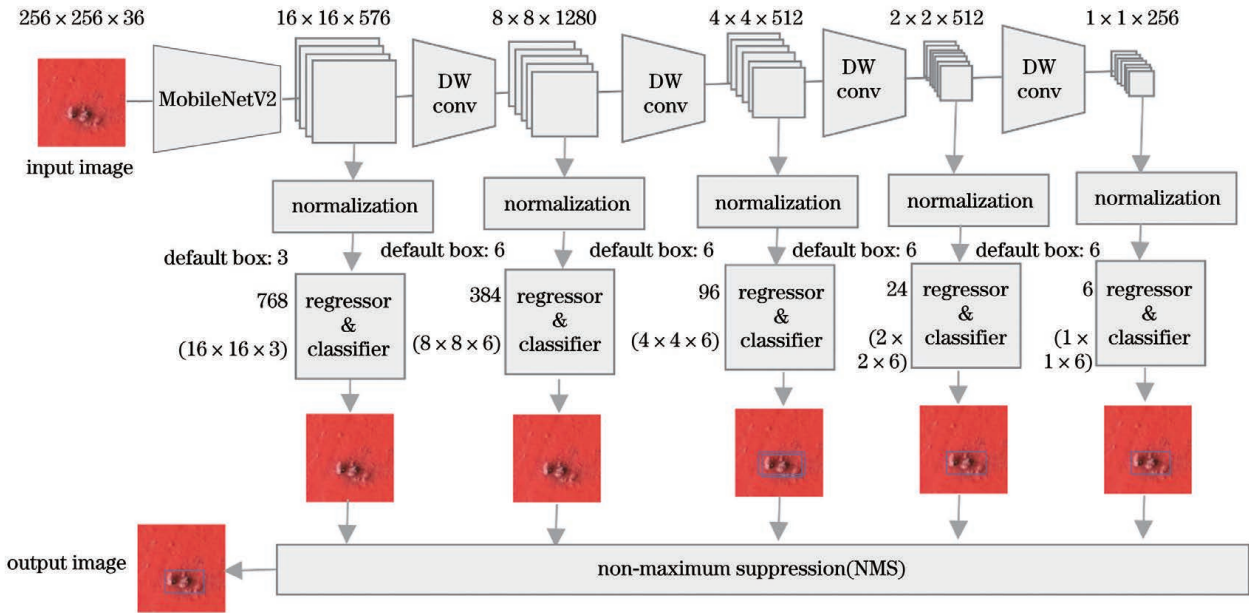 256 × 256 × 36
16 × 16 × 576
8 × 8 × 1280
4 × 4 × 512
2 × 2 × 512
1 × 1 × 256
MobileNetV2
DW
conv
DW
conv
DW
conv
DW
conv
input image
normalization
normalization
normalization
normalization
normalization
default box: 3
default box: 6
default box: 6
default box: 6
default box: 6
768
(16 × 16 × 3)
regressor
&
classifier
384
(8 × 8 × 6)
regressor
&
classifier
96
(4 × 4 × 6)
regressor
&
classifier
24
(2 ×
2 × 6)
regressor
&
classifier
6
(1 ×
1 × 6)
regressor
&
classifier
output image
non-maximum suppression(NMS)